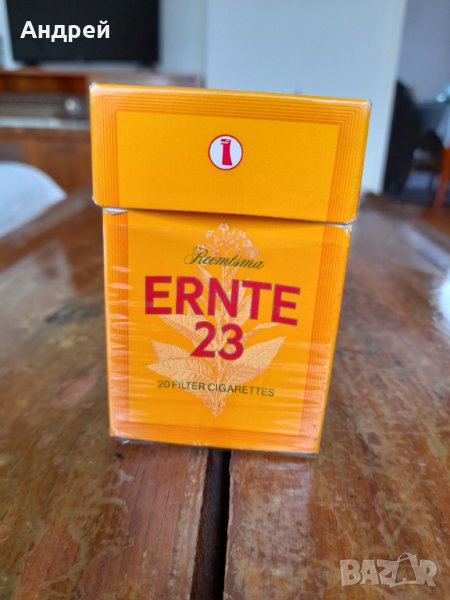 Андрей
Reemtsma
ERNTE
23
20 FILTER CIGARETTES
BAZAR